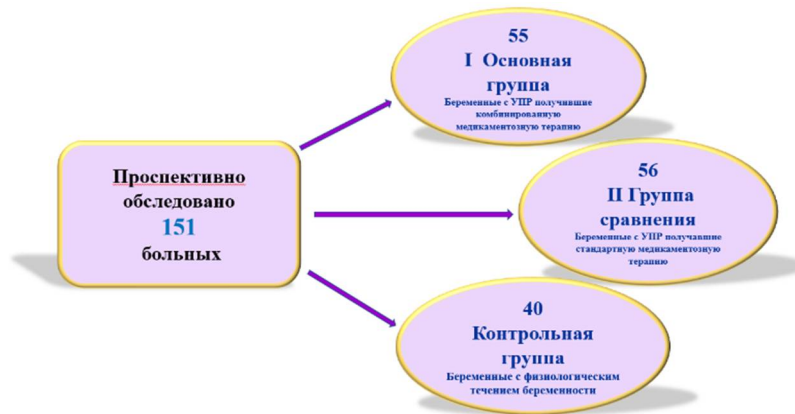 Проспективно
обследовано
151
больных
55
I Основная
группа
Беременные с УПР получившие
комбинированную
медикаментозную терапию
56
II Группа
сравнения
Беременные с УПР получавшие
стандартную медикаментозную
терапию
40
Контрольная
группа
Беременные с физиологическим
течением беременности